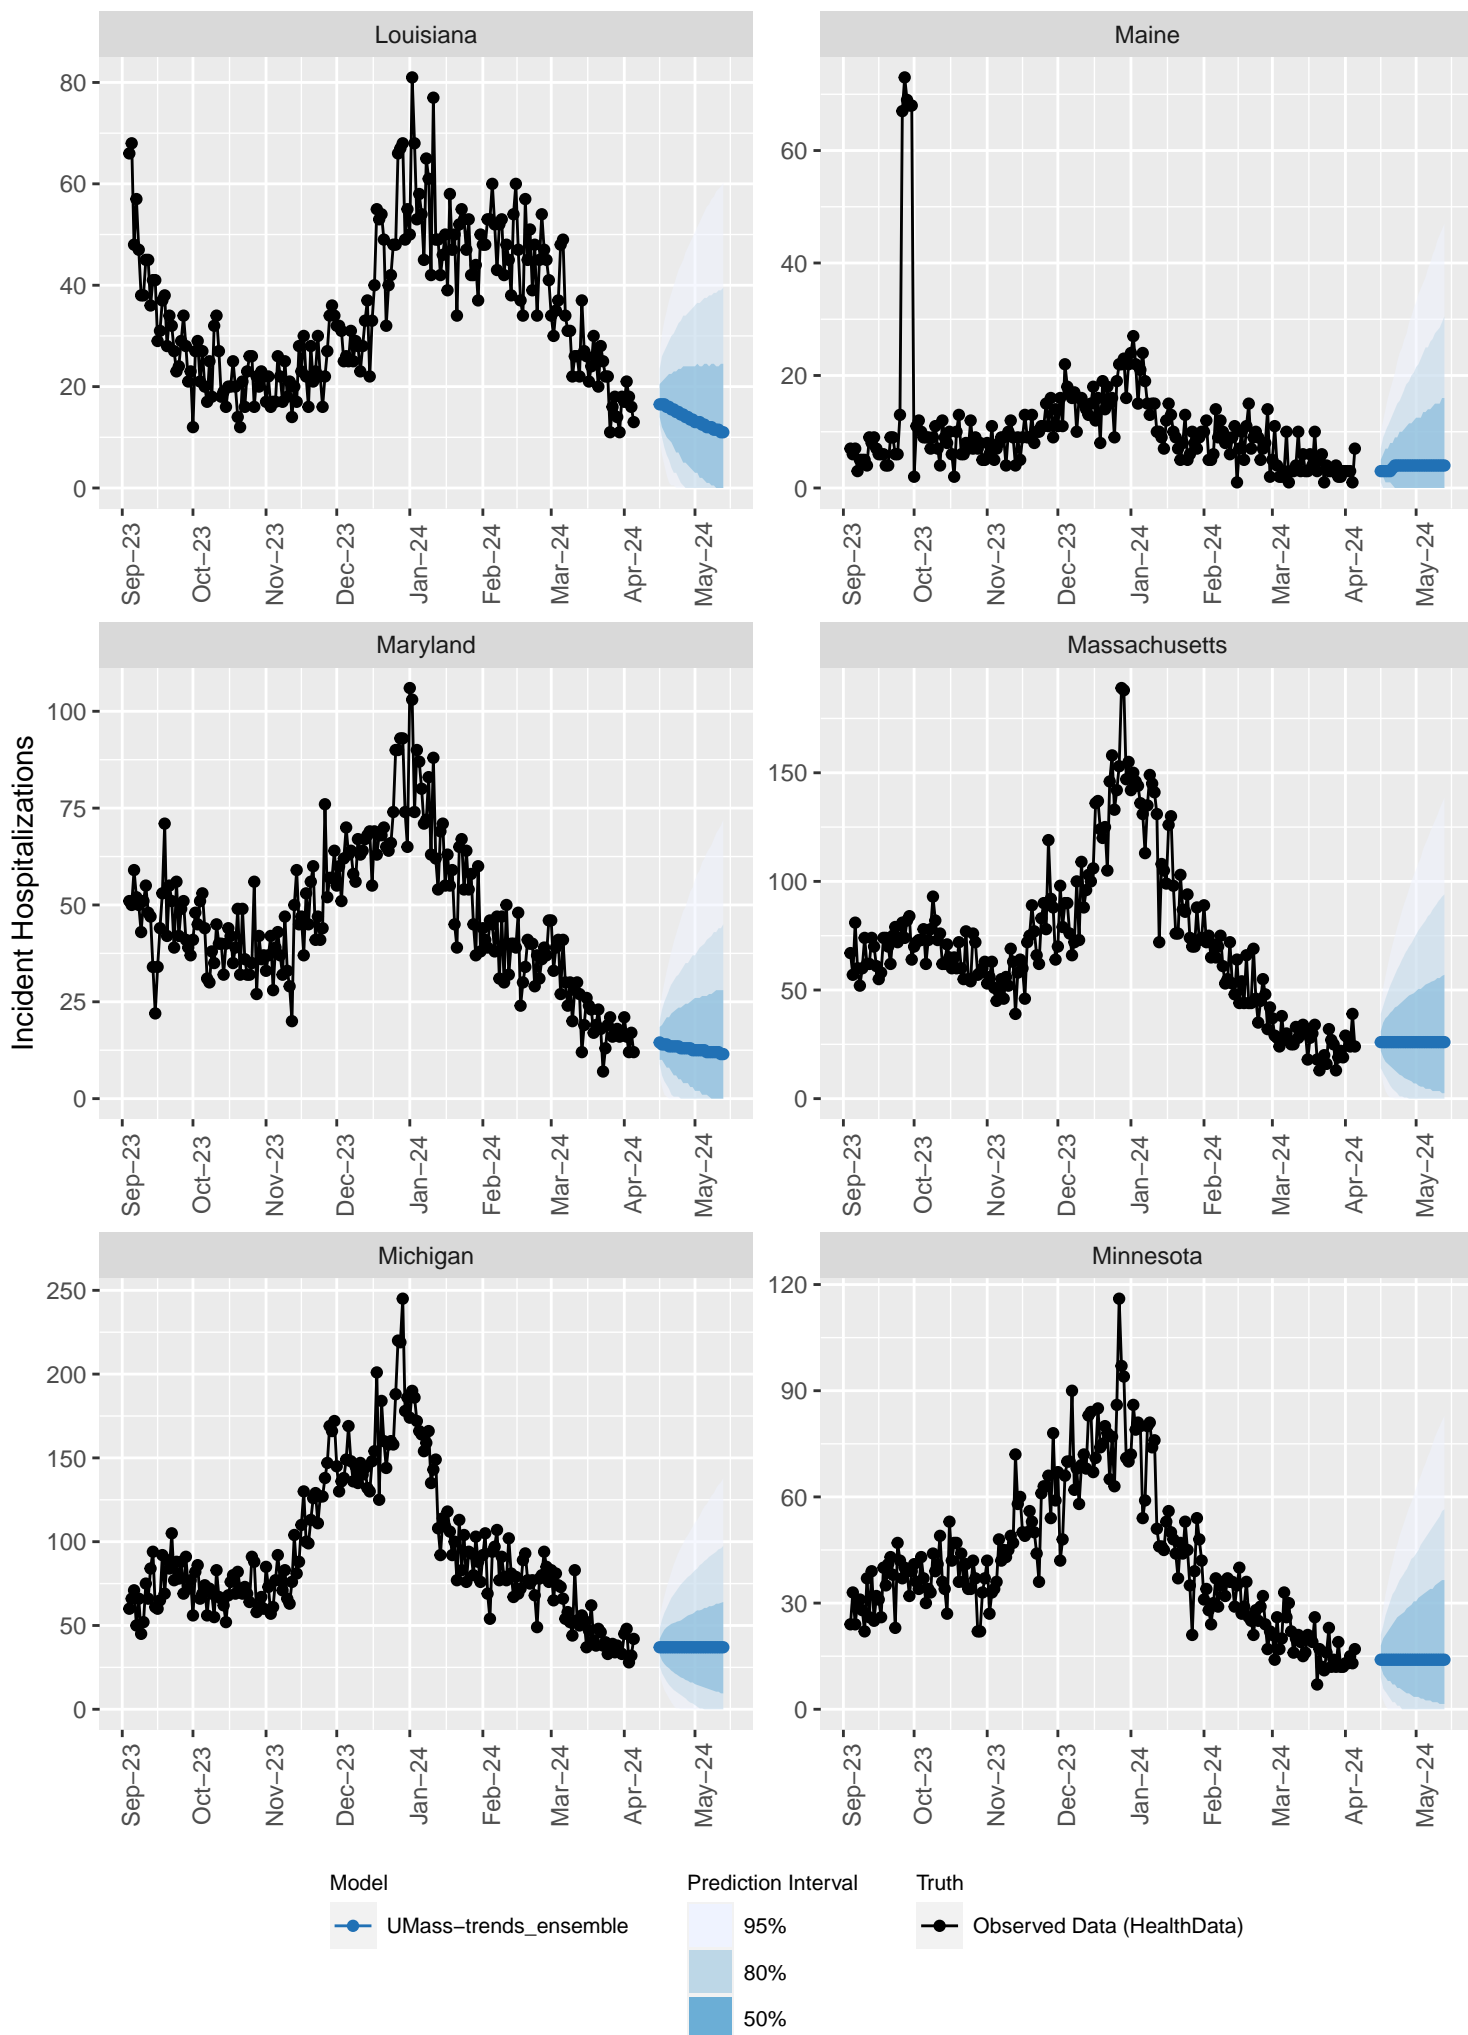 Louisiana
Maine
80
60
40
20
0
60
40
20
0
Sep−23
Oct−23
Nov−23
Dec−23
Jan−24
Feb−24
Mar−24
Apr−24
May−24
Sep−23
Oct−23
Nov−23
Dec−23
Jan−24
Feb−24
Mar−24
Apr−24
May−24
Incident Hospitalizations
Maryland
Massachusetts
100
75
50
25
0
150
100
50
0
Sep−23
Oct−23
Nov−23
Dec−23
Jan−24
Feb−24
Mar−24
Apr−24
May−24
Sep−23
Oct−23
Nov−23
Dec−23
Jan−24
Feb−24
Mar−24
Apr−24
May−24
Michigan
Minnesota
250
200
150
100
50
0
120
90
60
30
0
Sep−23
Oct−23
Nov−23
Dec−23
Jan−24
Feb−24
Mar−24
Apr−24
May−24
Sep−23
Oct−23
Nov−23
Dec−23
Jan−24
Feb−24
Mar−24
Apr−24
May−24
Model
UMass−trends_ensemble
Prediction Interval
95%
80%
50%
Truth
Observed Data (HealthData)